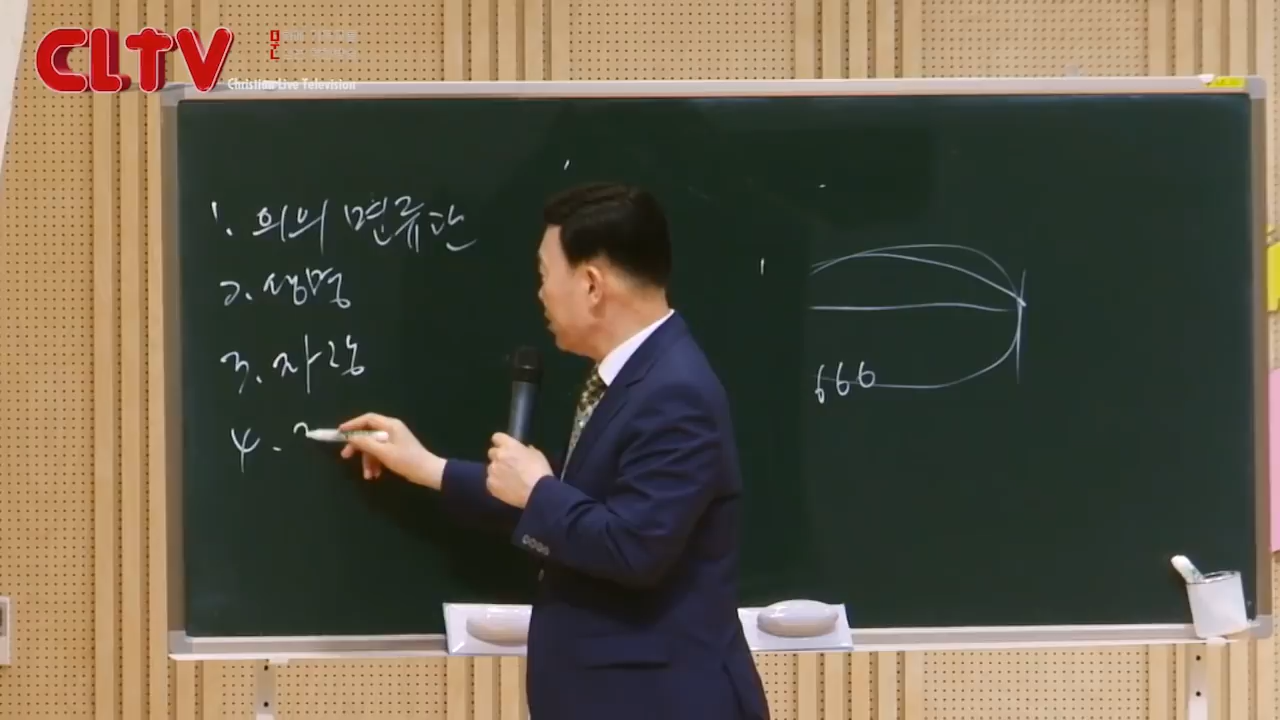 CLTV
Christian Live Television
1. 의의 면류관
2. 생명
3. 자랑
4.
666